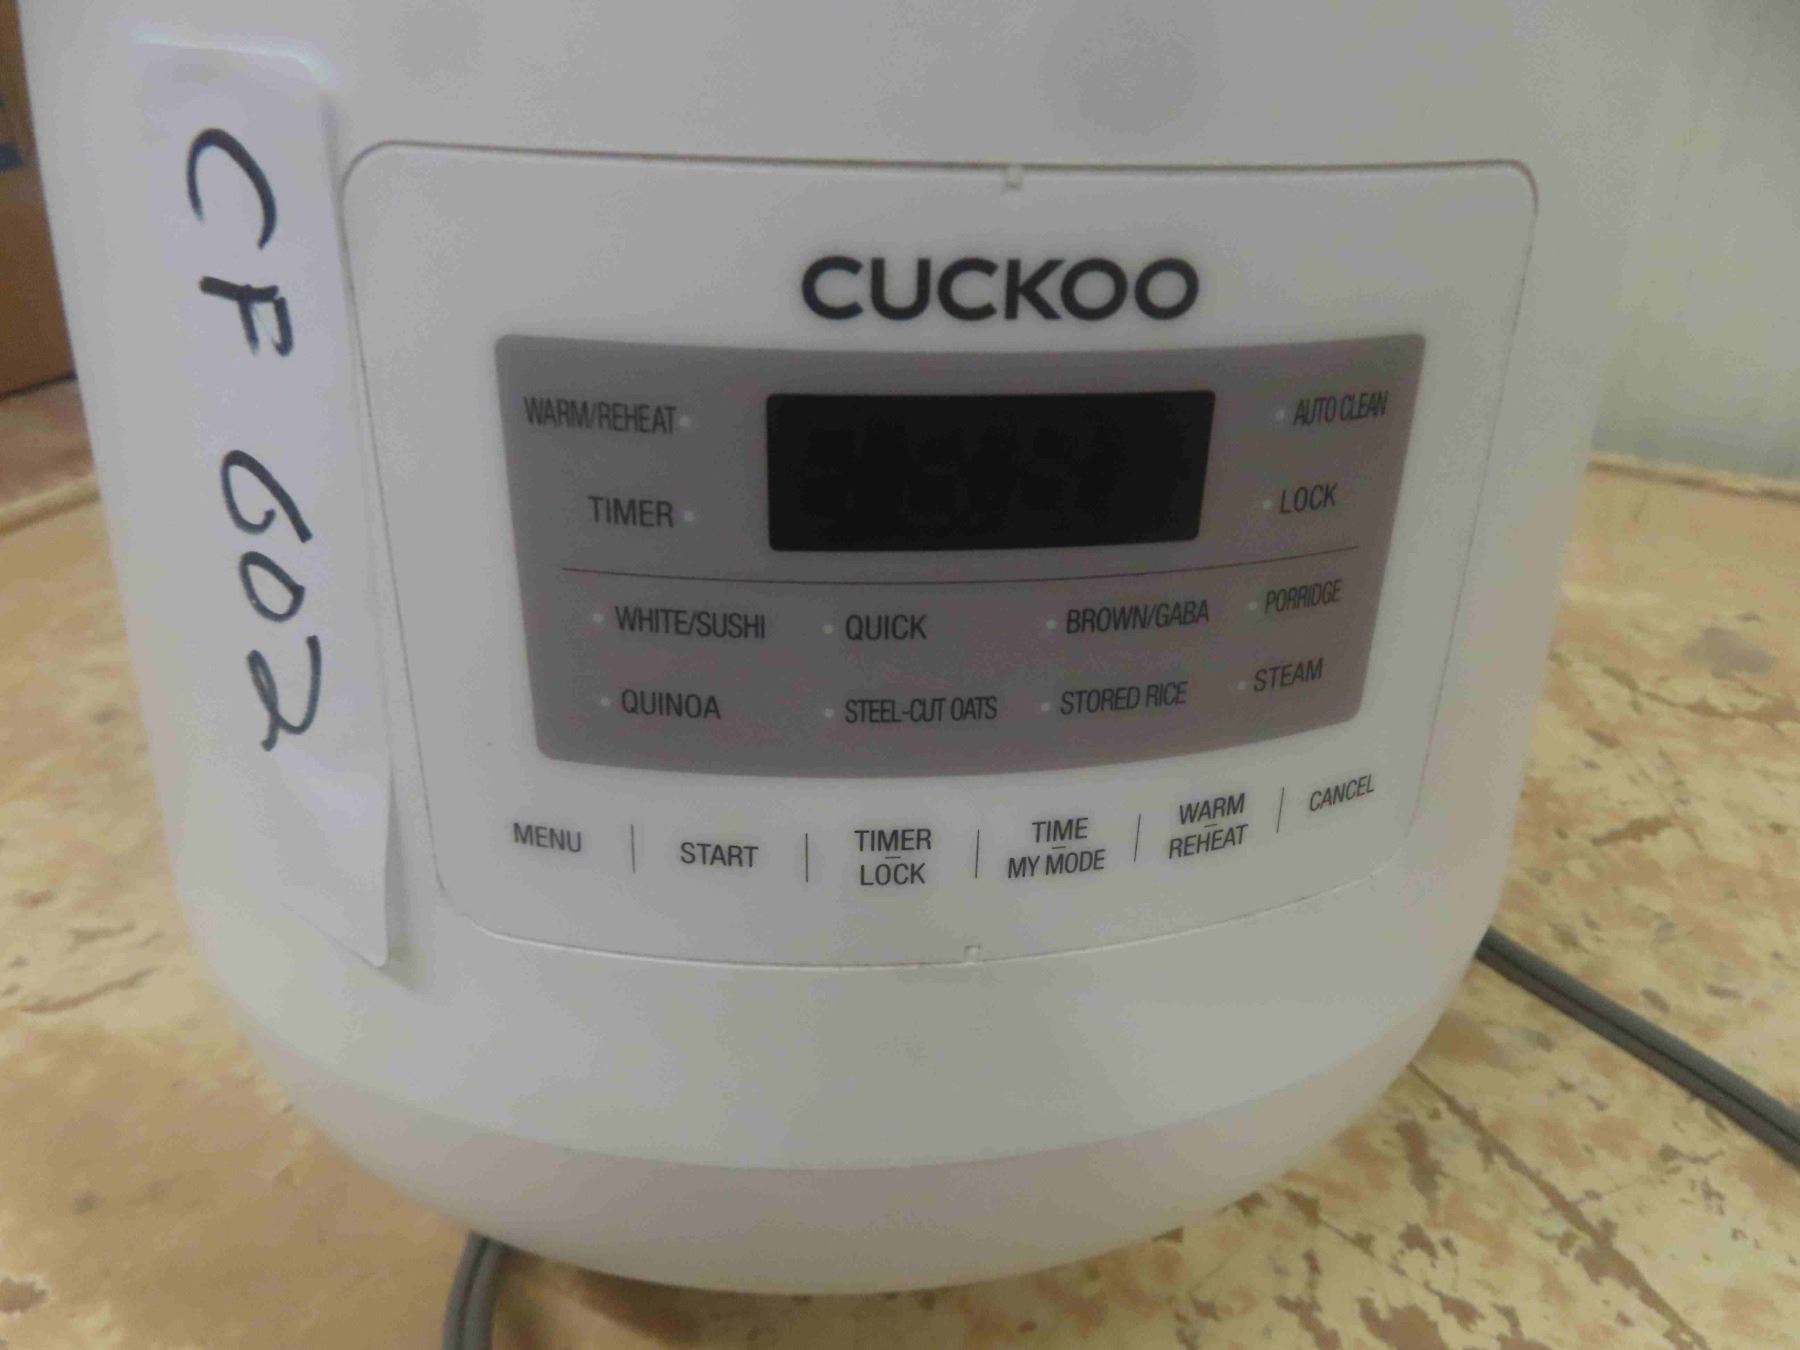 CF 602
CUCKOO
WARM/REHEAT
AUTO CLEAN
TIMER
LOCK
WHITE/SUSHI QUICK BROWN/GABA PORRIDGE
QUINOA STEEL-CUT OATS STORED RICE STEAM
MENU | START | TIMER LOCK | TIME MY MODE | WARM REHEAT | CANCEL